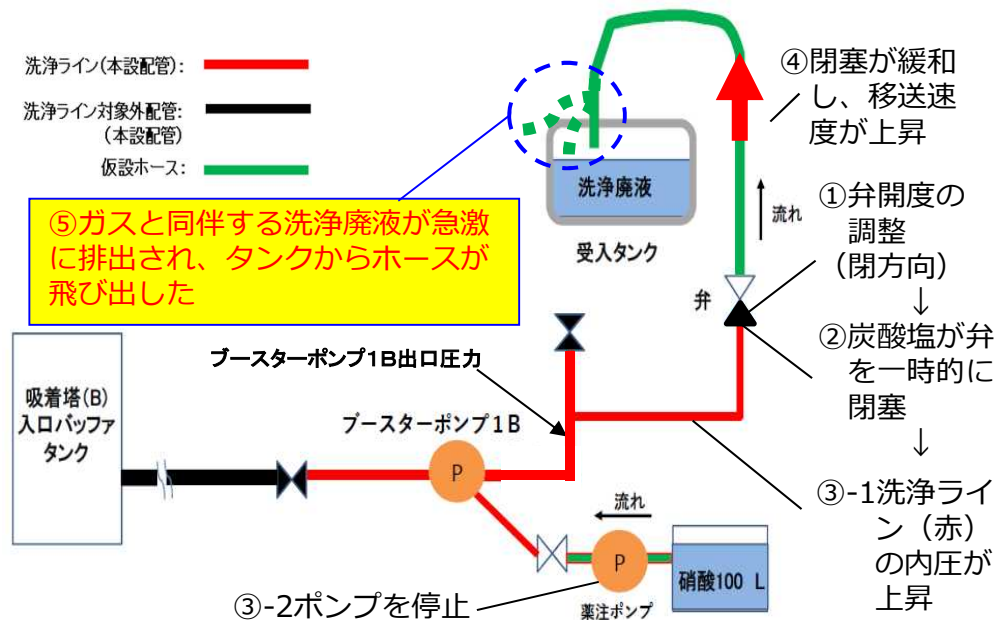 洗浄ライン(本設配管):
洗浄ライン対象外配管:
(本設配管)
仮設ホース:
⑤ガスと同伴する洗浄廃液が急激
に排出され、タンクからホースが
飛び出した
洗浄廃液
受入タンク
④閉塞が緩和
し、移送速
度が上昇
流れ
①弁開度の
調整
(閉方向)
↓
②炭酸塩が弁
を一時的に
閉塞
↓
③-1洗浄ライ
ン(赤)
の内圧が
上昇
弁
ブースターポンプ1B出口圧力
吸着塔(B)
入口バッファ
タンク
ブースターポンプ1B
P
流れ
P
薬注ポンプ
硝酸100 L
③-2ポンプを停止